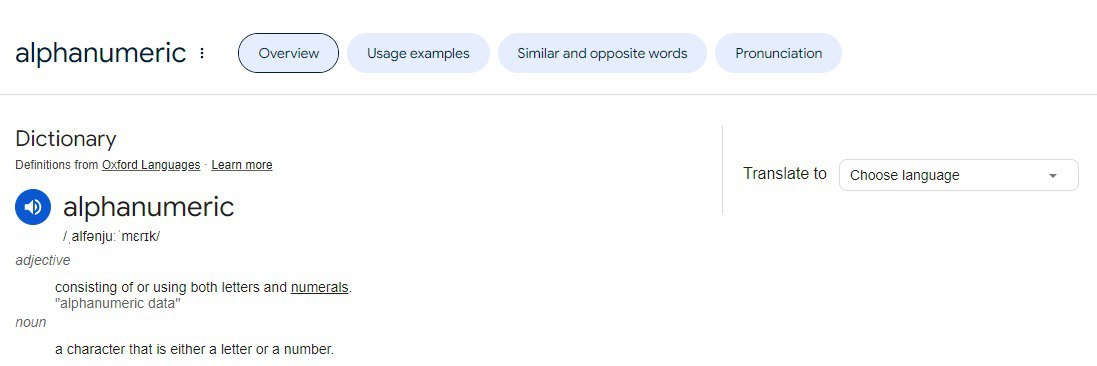 alphanumeric
Overview
Usage examples
Similar and opposite words
Pronunciation
Dictionary
Definitions from Oxford Languages · Learn more
alphanumeric
/ˌalfənjuːˈmɛrɪk/
adjective
consisting of or using both letters and numerals.
"alphanumeric data"
noun
a character that is either a letter or a number.
Translate to
Choose language